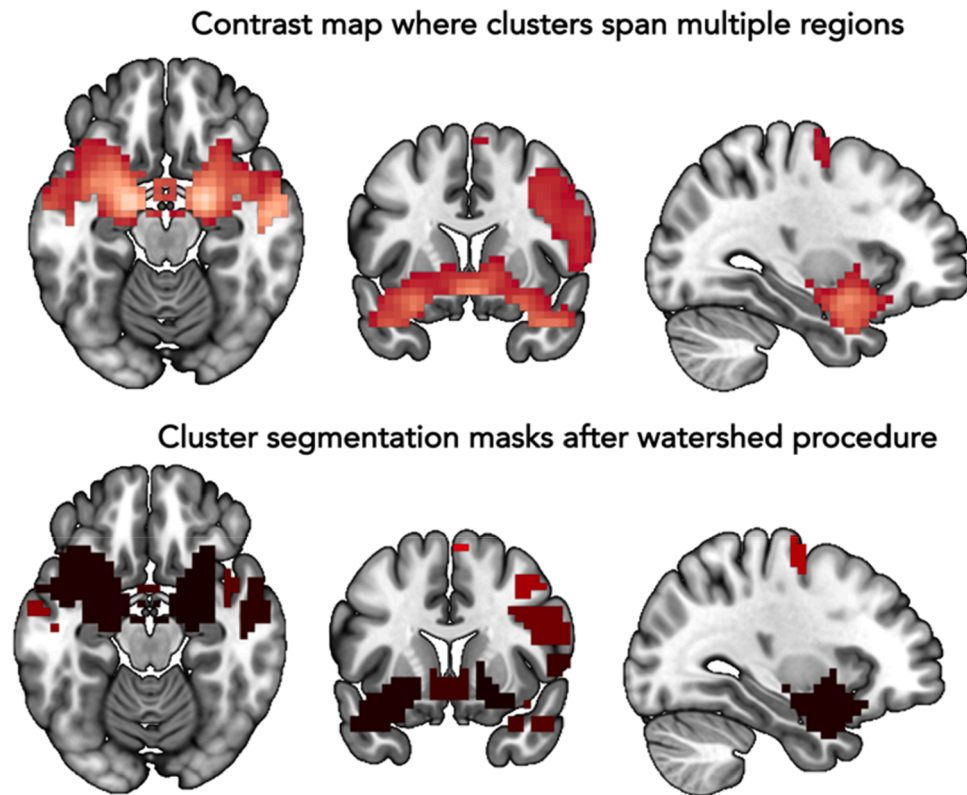 Contrast map where clusters span multiple regions
Cluster segmentation masks after watershed procedure